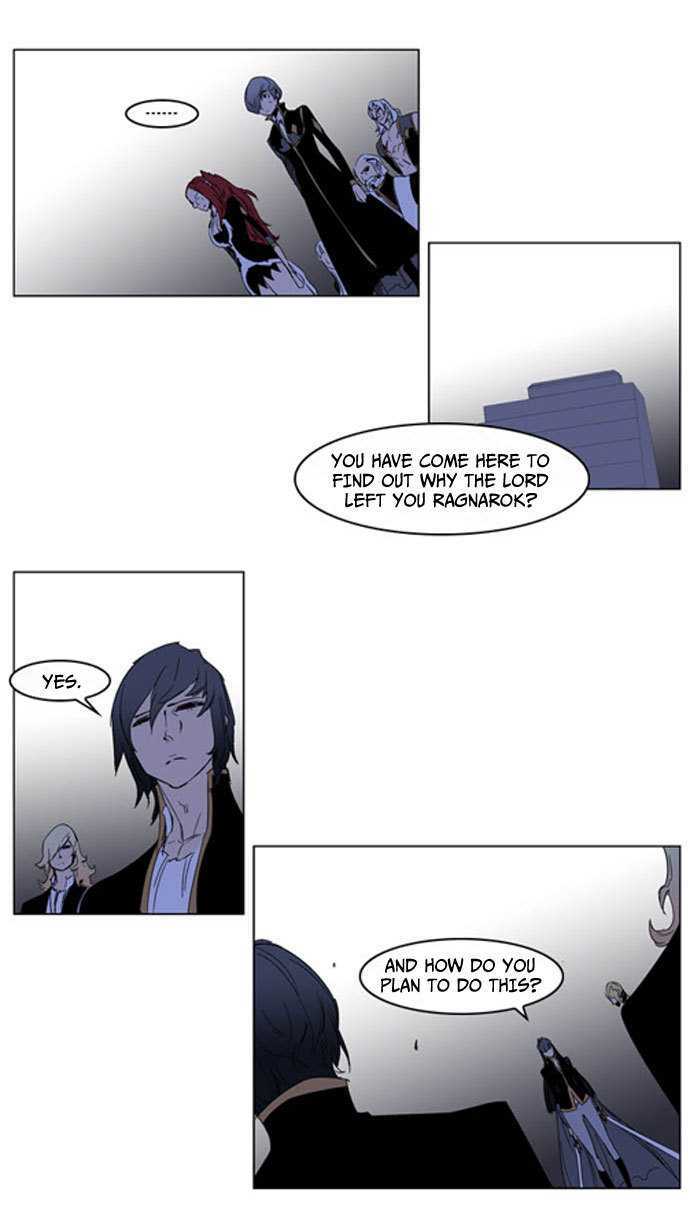 ------
YOU HAVE COME HERE TO
FIND OUT WHY THE LORD
LEFT YOU RAGNAROK?
YES.
AND HOW DO YOU
PLAN TO DO THIS?